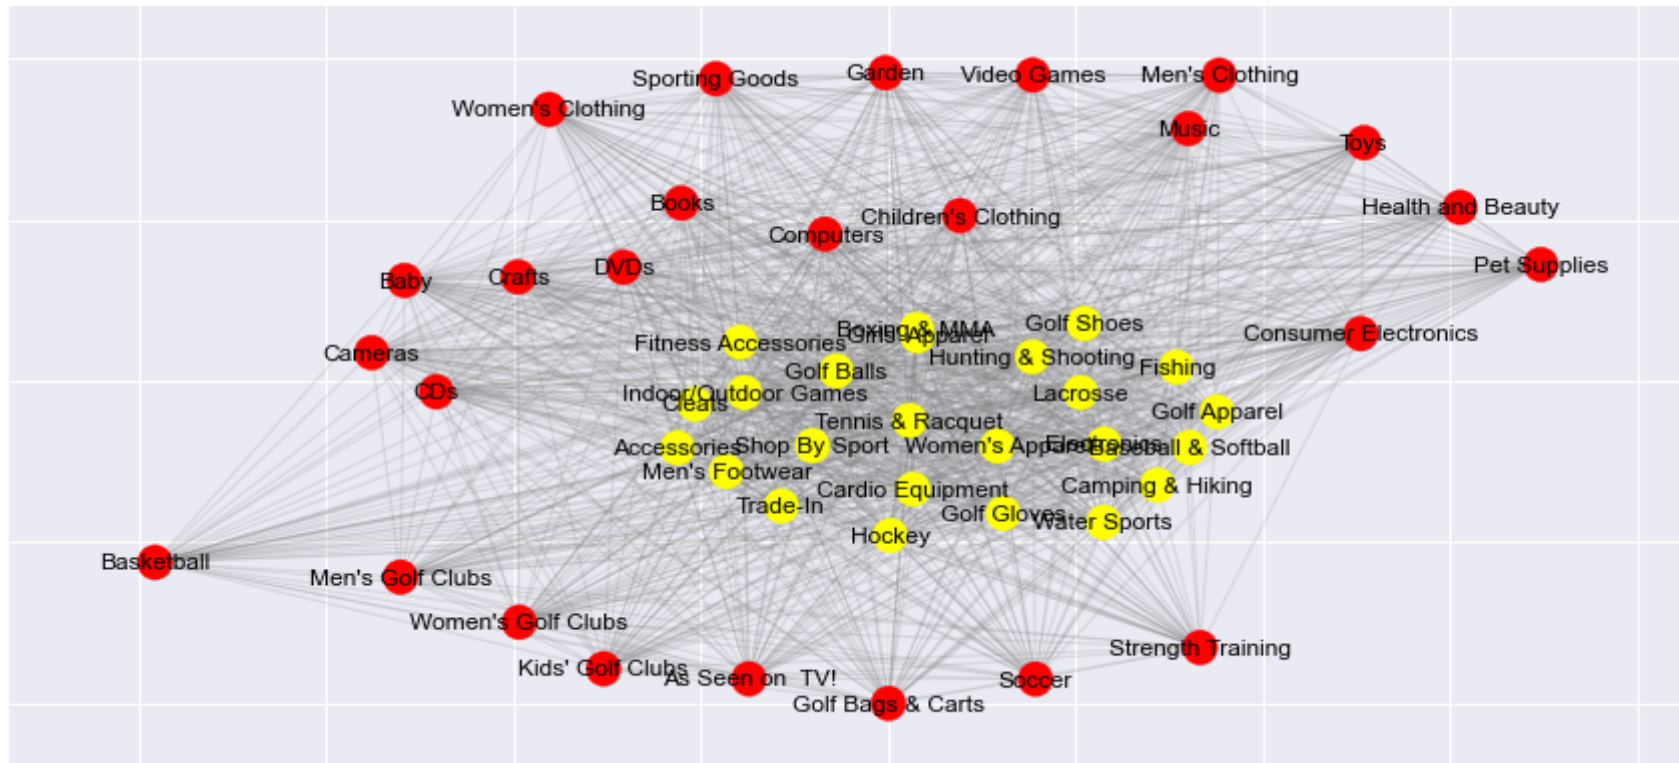 Sporting Goods
Garden
Video Games
Men's Clothing
Women's Clothing
Music
Toys
Books
Health and Beauty
Children's Clothing
Computers
Pet Supplies
DVDs
Crafts
Baby
Golf Shoes
Boxing & MMA
Girls' Apparel
Consumer Electronics
Fitness Accessories
Cameras
Hunting & Shooting
Fishing
Golf Balls
CDs
Indoor/Outdoor Games
Lacrosse
Cleats
Golf Apparel
Tennis & Racquet
Accessories
Shop By Sport
Women's Apparel
Electronics
Baseball & Softball
Men's Footwear
Cardio Equipment
Camping & Hiking
Trade-In
Golf Gloves
Water Sports
Hockey
Basketball
Men's Golf Clubs
Women's Golf Clubs
Strength Training
Kids' Golf Clubs
As Seen on  TV!
Soccer
Golf Bags & Carts